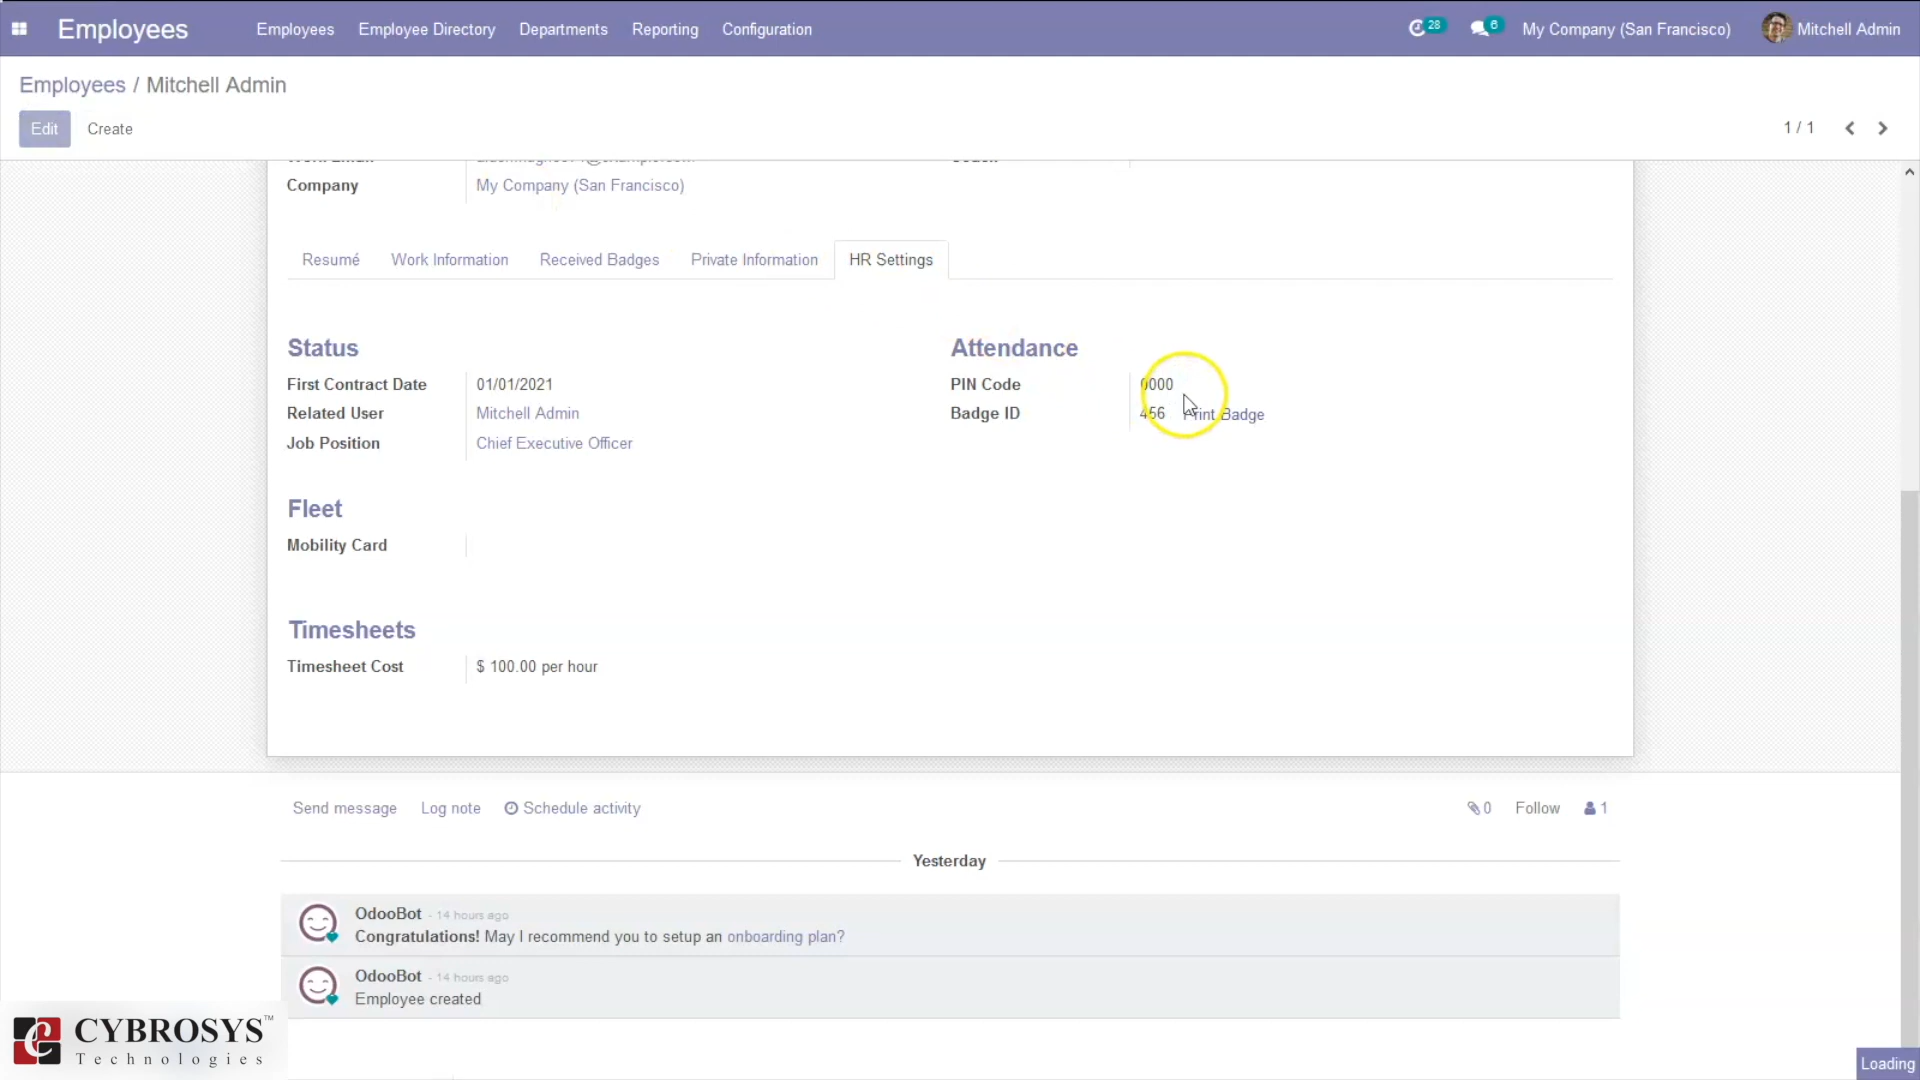 Employees Employees Employee Directory Departments Reporting Configuration 28 6 My Company (San Francisco) Mitchell Admin
Employees / Mitchell Admin
Edit Create 1 / 1
Company My Company (San Francisco)
Resumé Work Information Received Badges Private Information HR Settings
Status Attendance
First Contract Date 01/01/2021 PIN Code 0000
Related User Mitchell Admin Badge ID 456 Print Badge
Job Position Chief Executive Officer
Fleet
Mobility Card
Timesheets
Timesheet Cost $ 100.00 per hour
Send message Log note Schedule activity 0 Follow 1
Yesterday
OdooBot - 14 hours ago
Congratulations! May I recommend you to setup an onboarding plan?
OdooBot - 14 hours ago
Employee created
CYBROSYS™
Technologies
Loading